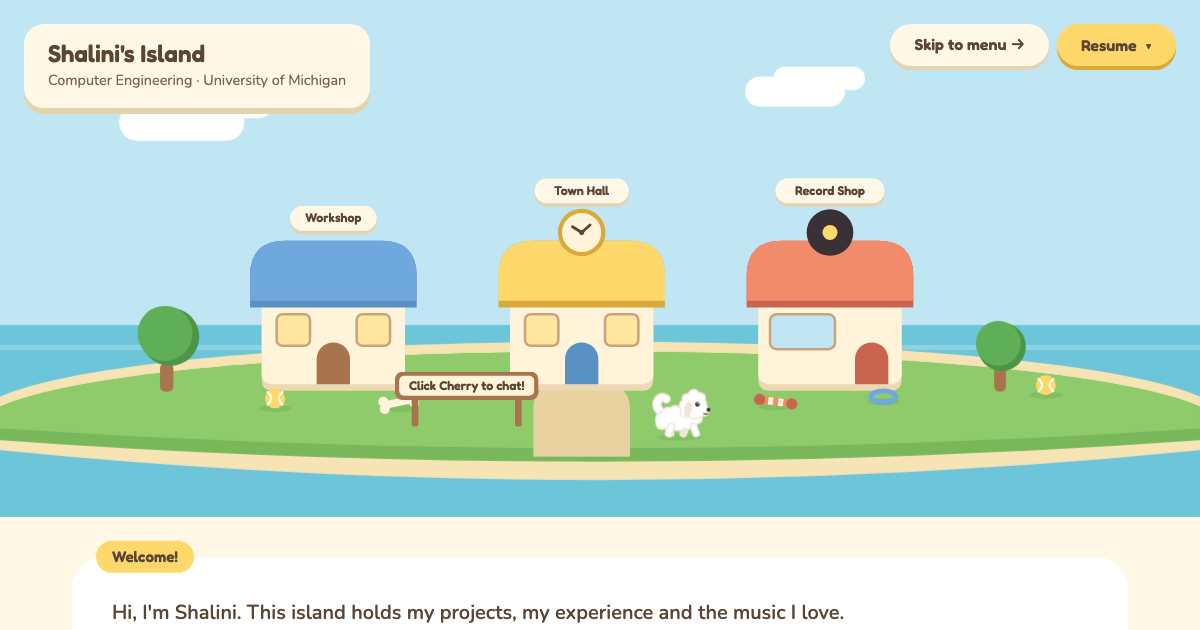 Shalini's Island
Computer Engineering · University of Michigan
Skip to menu →
Resume ▼
Town Hall
Record Shop
Workshop
Click Cherry to chat!
Welcome!
Hi, I'm Shalini. This island holds my projects, my experience and the music I love.